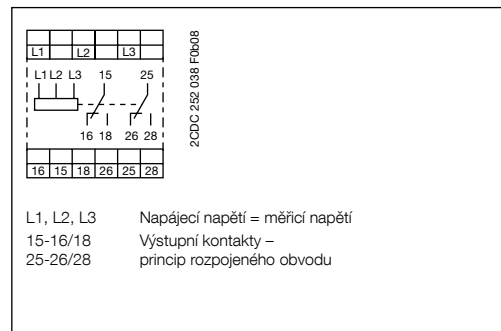 L1 L2 L3
L1 L2 L3 15 25
16 18 26 28
16 15 18 26 25 28
2CDC 252 038 F0b08
L1, L2, L3 Napájecí napětí = měřicí napětí
15-16/18 Výstupní kontakty –
25-26/28 princip rozpojeného obvodu